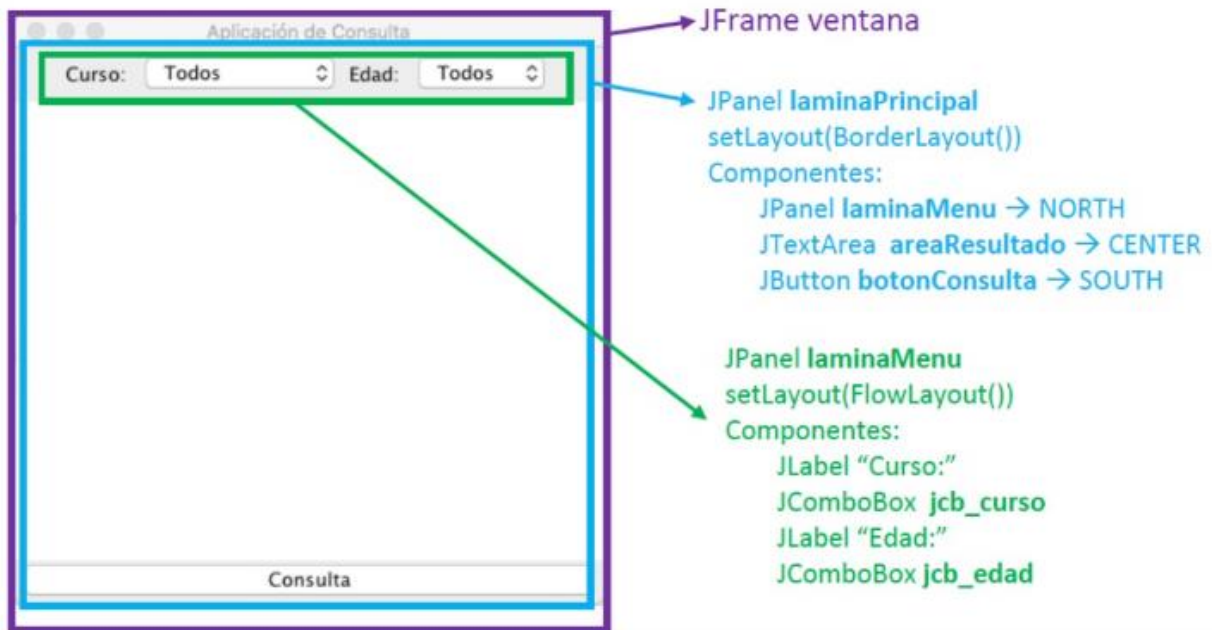 Aplicación de Consulta
Curso: Todos Edad: Todos
Consulta
JFrame ventana
JPanel laminaPrincipal
setLayout(BorderLayout())
Componentes:
JPanel laminaMenu → NORTH
JTextArea areaResultado → CENTER
JButton botonConsulta → SOUTH
JPanel laminaMenu
setLayout(FlowLayout())
Componentes:
JLabel “Curso:”
JComboBox jcb_curso
JLabel “Edad:”
JComboBox jcb_edad